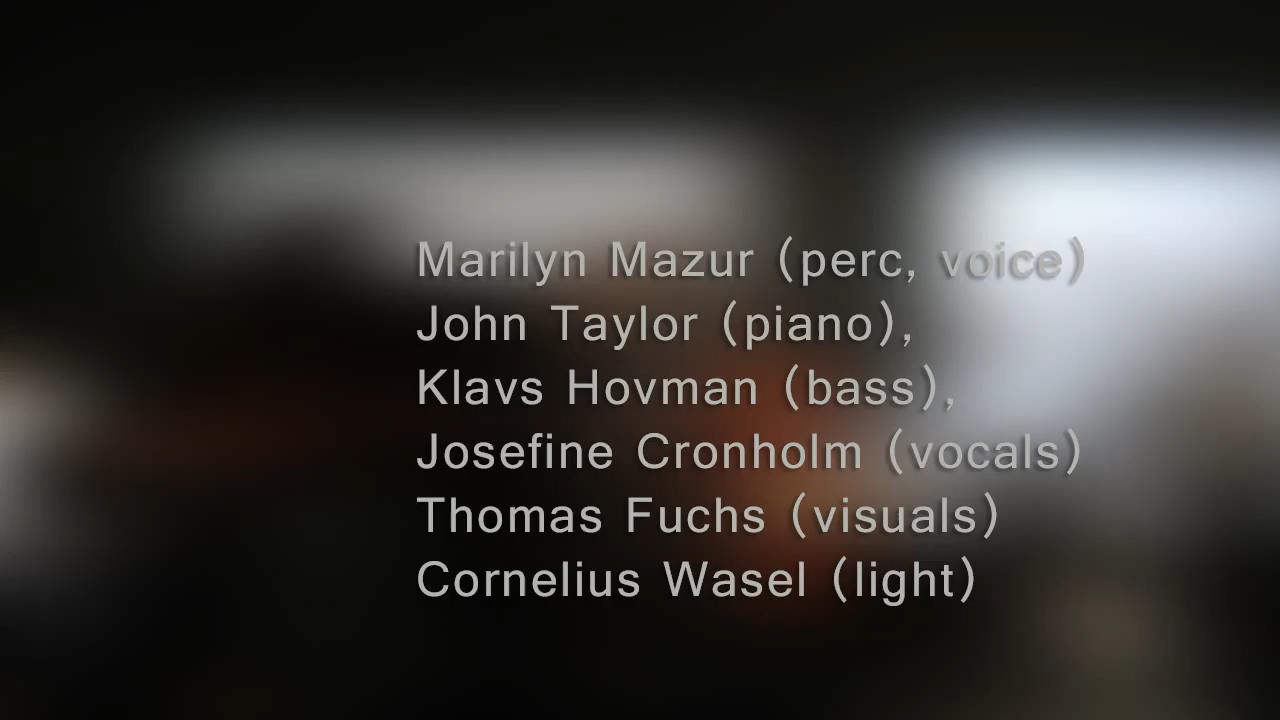 Marilyn Mazur (perc, voice)
John Taylor (piano),
Klavs Hovman (bass),
Josefine Cronholm (vocals)
Thomas Fuchs (visuals)
Cornelius Wasel (light)